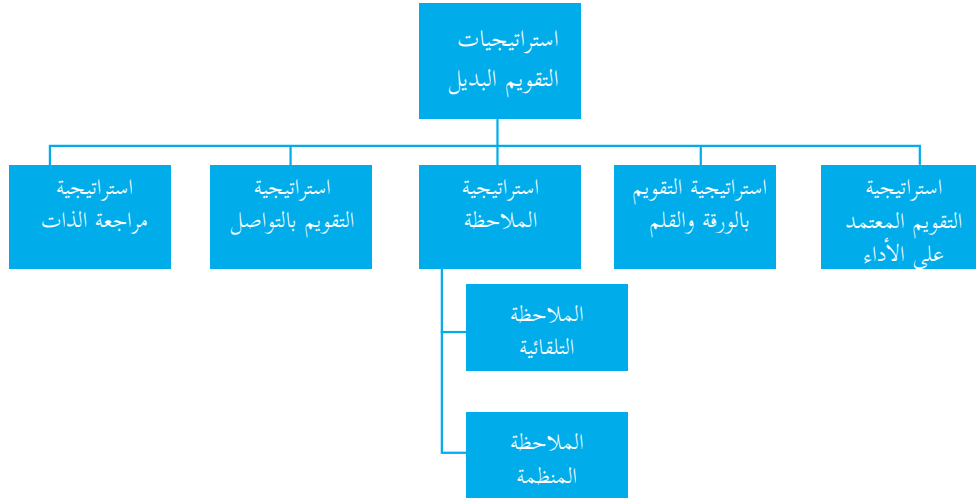 استراتيجيات
التقويم البديل
استراتيجية
التقويم المعتمد
على الأداء
استراتيجية التقويم
بالورقة والقلم
استراتيجية
الملاحظة
استراتيجية
التقويم بالتواصل
استراتيجية
مراجعة الذات
الملاحظة
التلقائية
الملاحظة
المنظمة